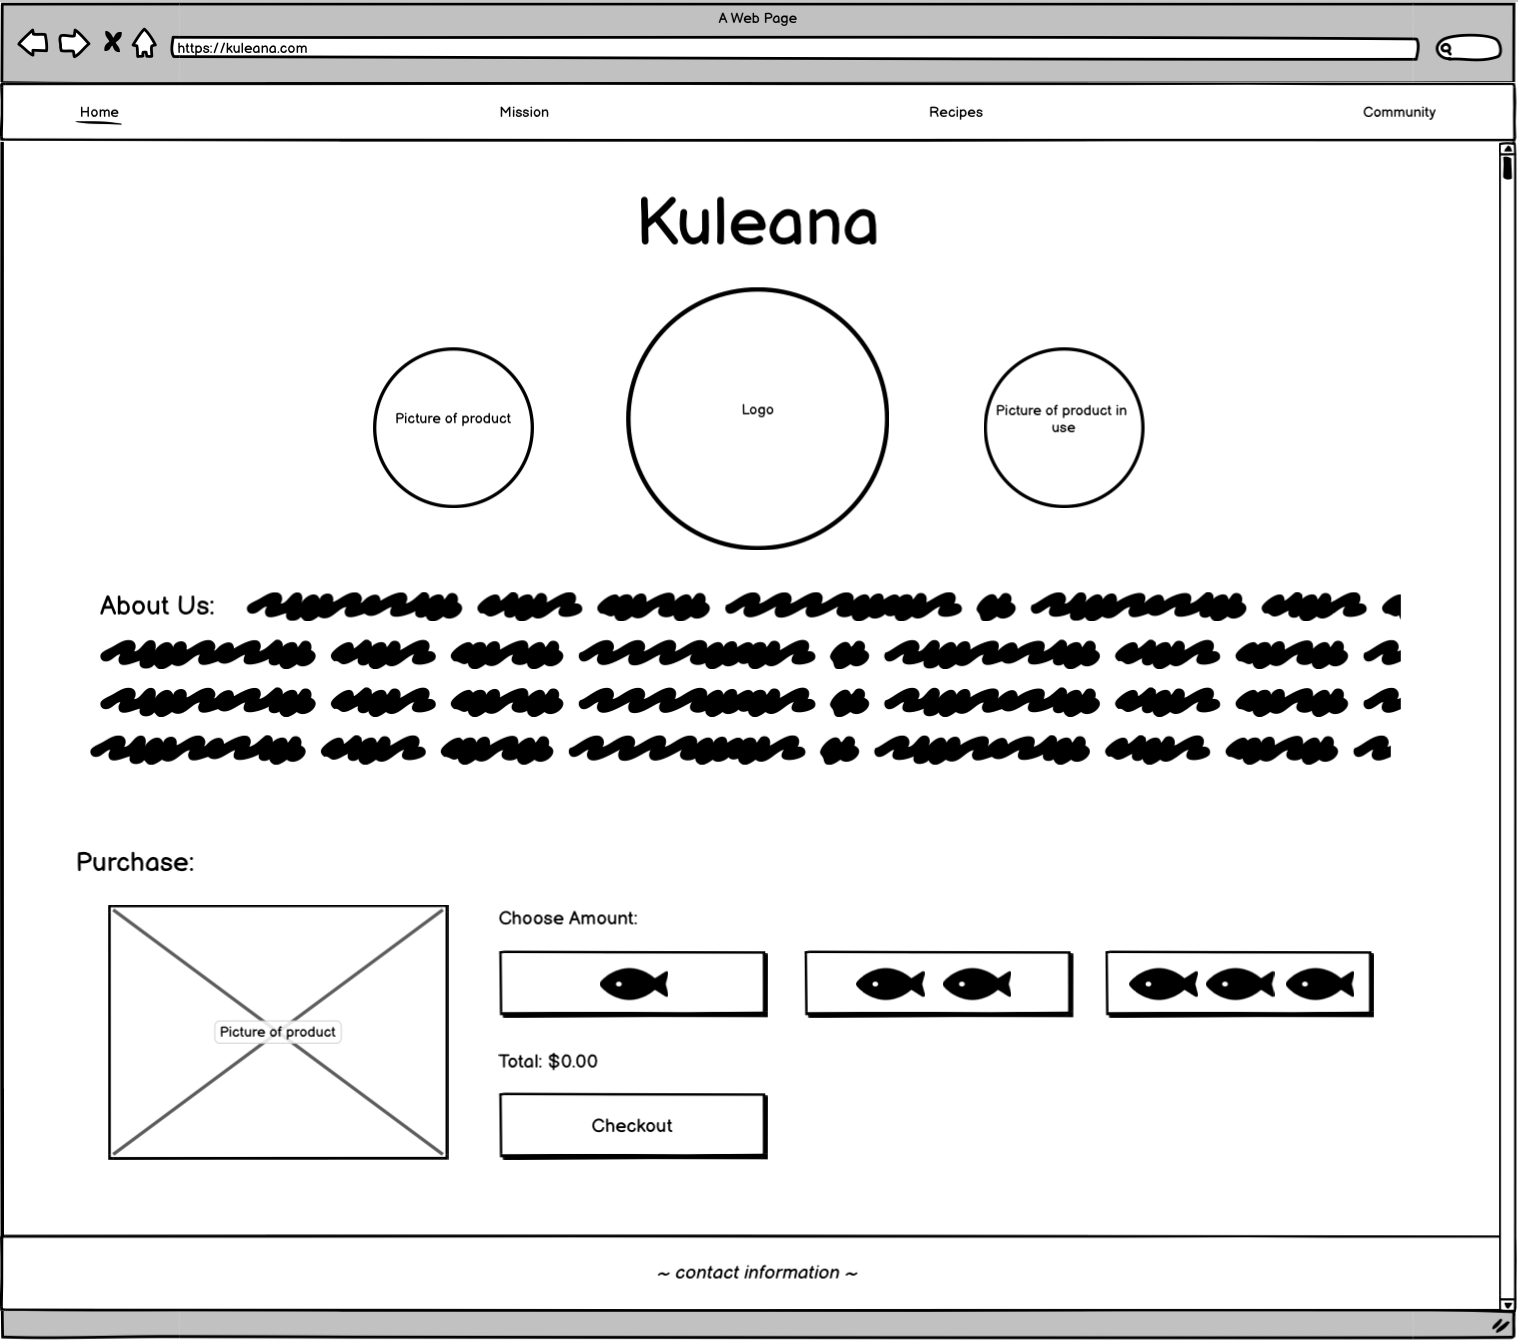 A Web Page
https://kuleana.com
Home Mission Recipes Community
Kuleana
Picture of product
Logo
Picture of product in
use
About Us:
Purchase:
Picture of product
Choose Amount:
Total: $0.00
Checkout
~ contact information ~